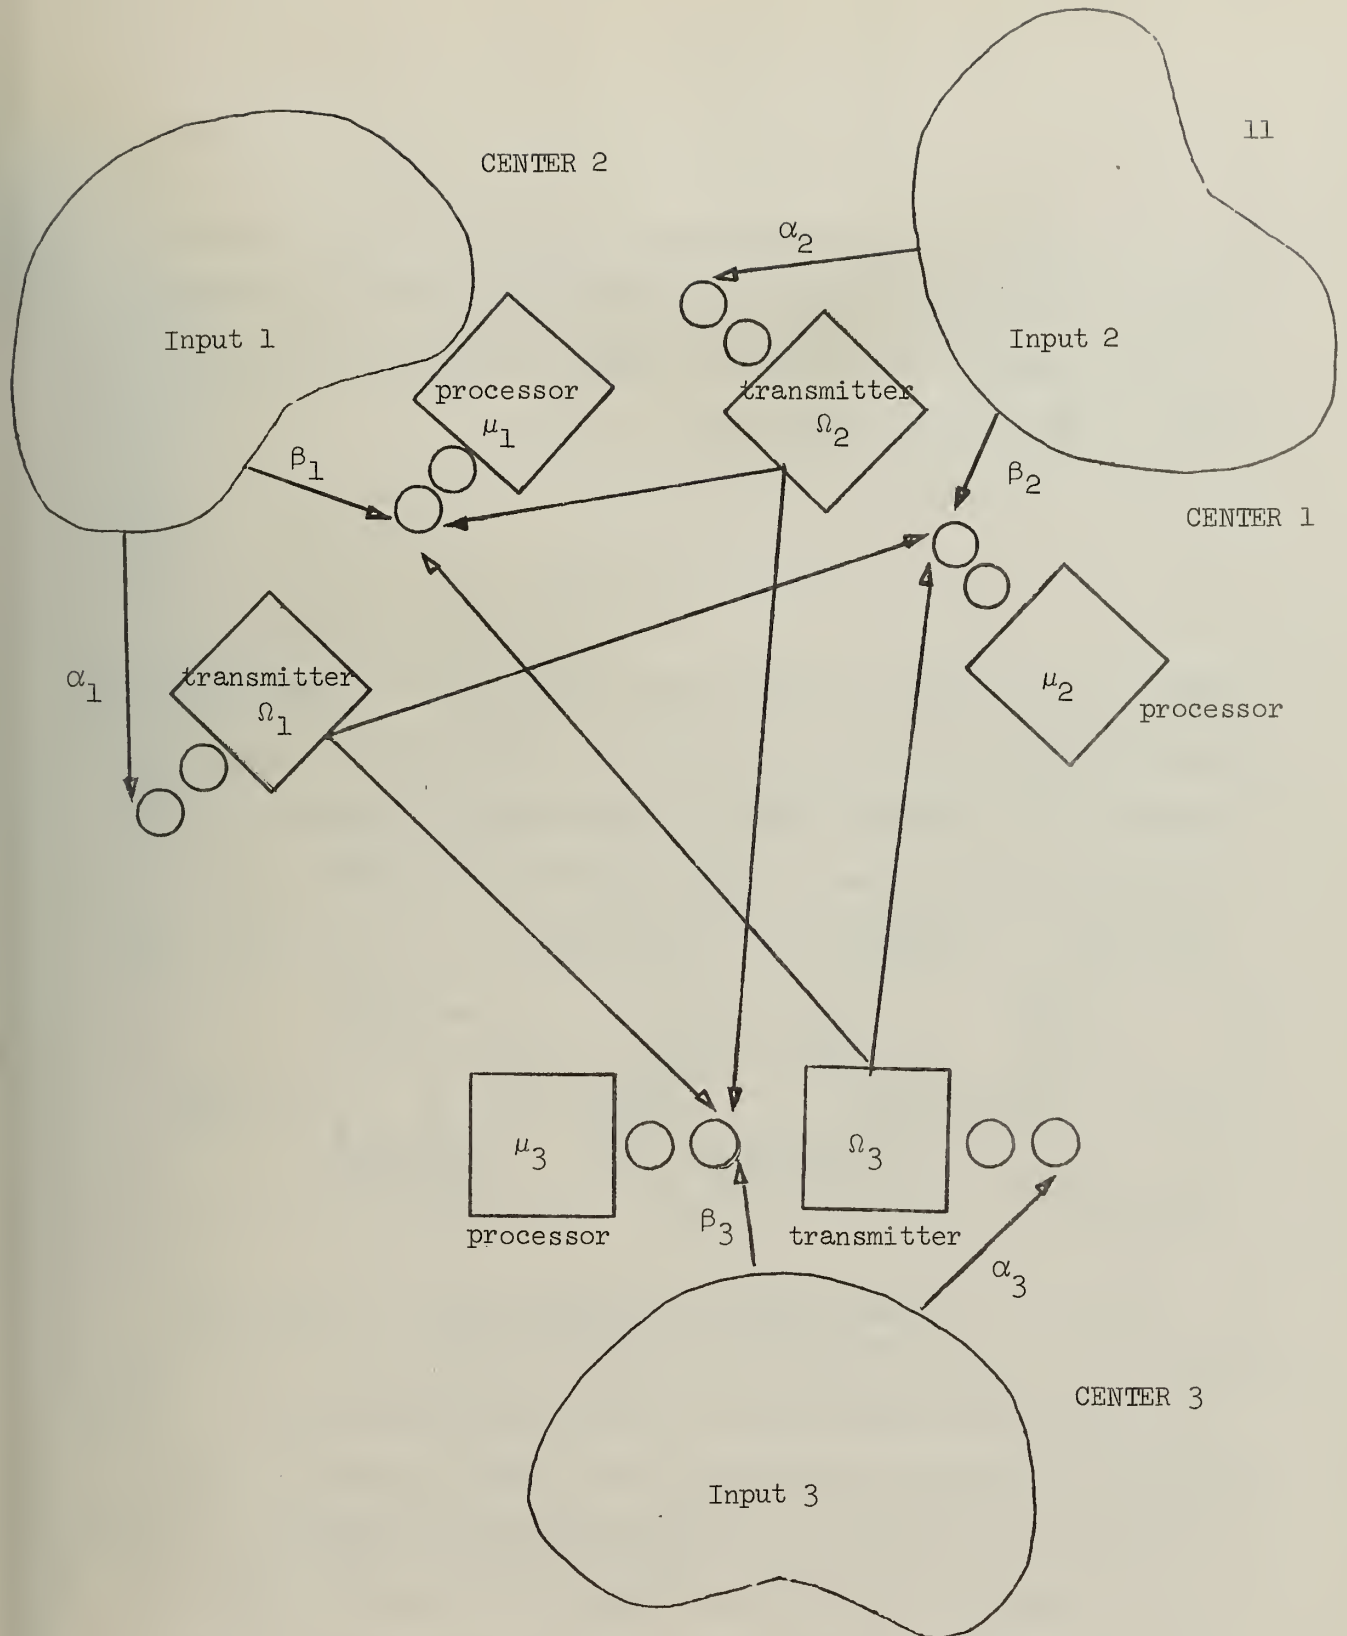 11
CENTER 2
α2
Input 1
Input 2
processor
μ1
transmitter
Ω2
β1
β2
CENTER 1
α1
transmitter
Ω1
μ2
processor
μ3
Ω3
processor
β3
transmitter
α3
CENTER 3
Input 3